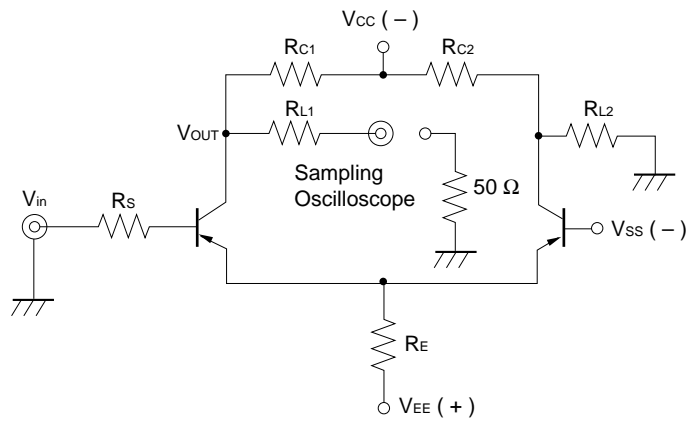 VCC (−)
RC1
RC2
RL1
RL2
VOUT
Sampling
Oscilloscope
50 Ω
Vin
RS
VSS (−)
RE
VEE (+)